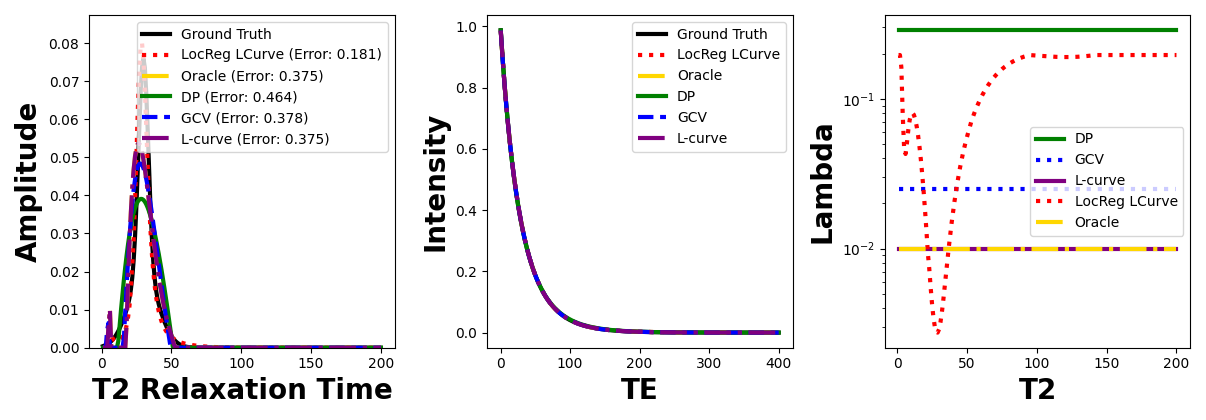 Amplitude
0.08
0.07
0.06
0.05
0.04
0.03
0.02
0.01
0.00
0 50 100 150 200
T2 Relaxation Time
Ground Truth
LocReg LCurve (Error: 0.181)
Oracle (Error: 0.375)
DP (Error: 0.464)
GCV (Error: 0.378)
L-curve (Error: 0.375)
Intensity
1.0
0.8
0.6
0.4
0.2
0.0
0 100 200 300 400
TE
Ground Truth
LocReg LCurve
Oracle
DP
GCV
L-curve
Lambda
10⁻¹
10⁻²
0 50 100 150 200
T2
DP
GCV
L-curve
LocReg LCurve
Oracle